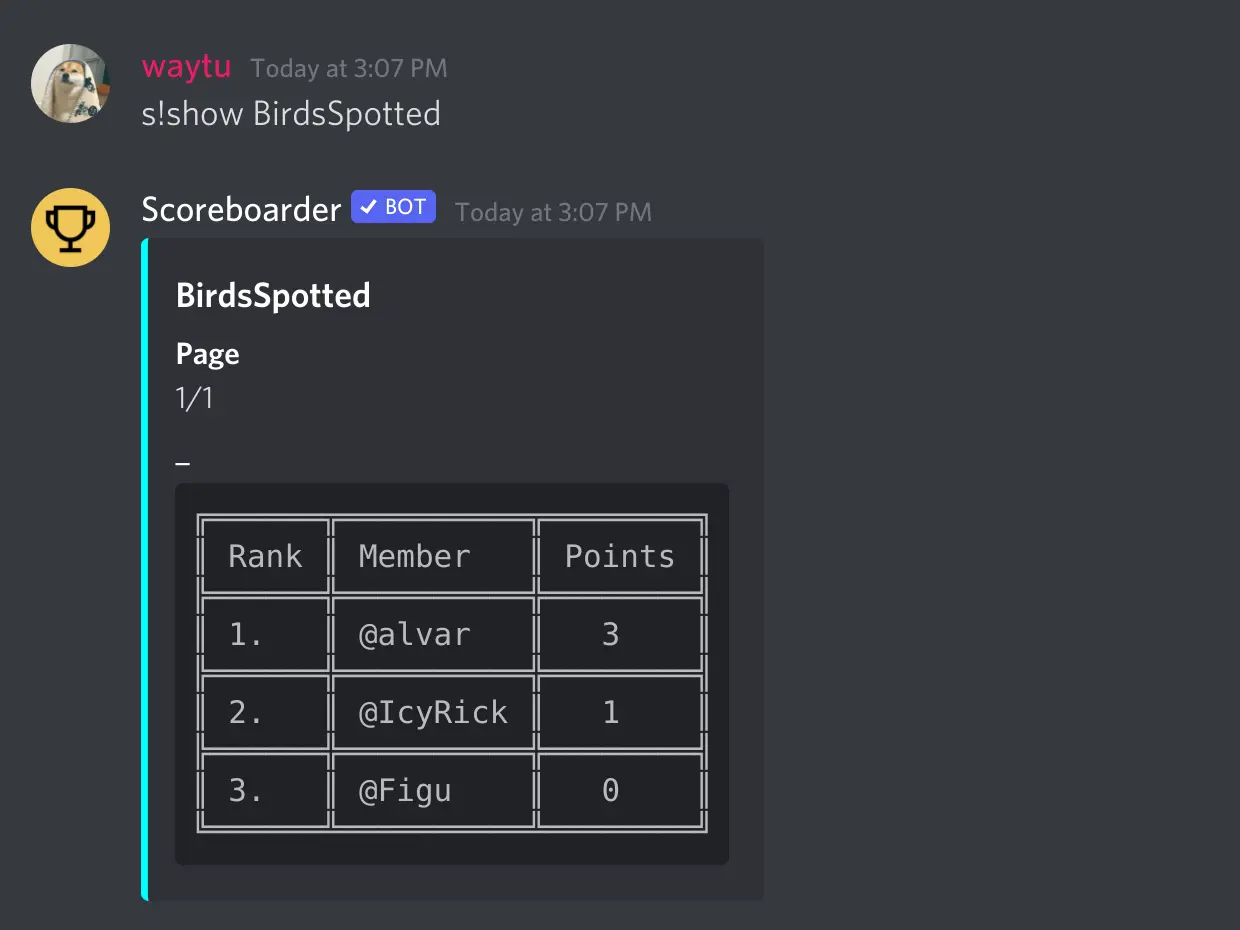 waytu Today at 3:07 PM
s!show BirdsSpotted
Scoreboarder ✓ BOT Today at 3:07 PM
BirdsSpotted
Page
1/1
_
Rank Member Points
1. @alvar 3
2. @IcyRick 1
3. @Figu 0